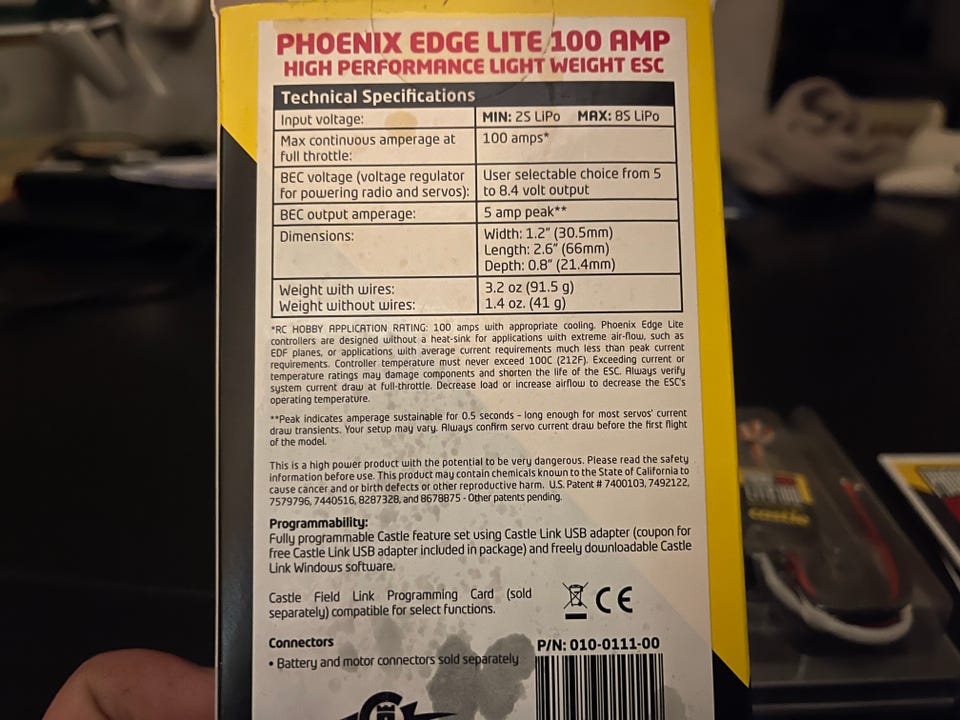 PHOENIX EDGE LITE 100 AMP
HIGH PERFORMANCE LIGHT WEIGHT ESC
Technical Specifications
Input voltage: MIN: 2S LiPo MAX: 8S LiPo
Max continuous amperage at full throttle: 100 amps*
BEC voltage (voltage regulator for powering radio and servos): User selectable choice from 5 to 8.4 volt output
BEC output amperage: 5 amp peak**
Dimensions: Width: 1.2" (30.5mm)
Length: 2.6" (66mm)
Depth: 0.8" (21.4mm)
Weight with wires: 3.2 oz (91.5 g)
Weight without wires: 1.4 oz. (41 g)
*RC HOBBY APPLICATION RATING: 100 amps with appropriate cooling. Phoenix Edge Lite
controllers are designed without a heat-sink for applications with extreme air-flow, such as
EDF planes, or applications with average current requirements much less than peak current
requirements. Controller temperature must never exceed 100C (212F). Exceeding current or
temperature ratings may damage components and shorten the life of the ESC. Always verify
system current draw at full-throttle. Decrease load or increase airflow to decrease the ESC's
operating temperature.
**Peak indicates amperage sustainable for 0.5 seconds - long enough for most servos' current
draw transients. Your setup may vary. Always confirm servo current draw before the first flight
of the model.
This is a high power product with the potential to be very dangerous. Please read the safety
information before use. This product may contain chemicals known to the State of California to
cause cancer and or birth defects or other reproductive harm. U.S. Patent # 7400103, 7492122,
7579796, 7440516, 8287328, and 8678875 - Other patents pending.
Programmability:
Fully programmable Castle feature set using Castle Link USB adapter (coupon for
free Castle Link USB adapter included in package) and freely downloadable Castle
Link Windows software.
Castle Field Link Programming Card (sold
separately) compatible for select functions.
CE
Connectors
• Battery and motor connectors sold separately
P/N: 010-0111-00
castle